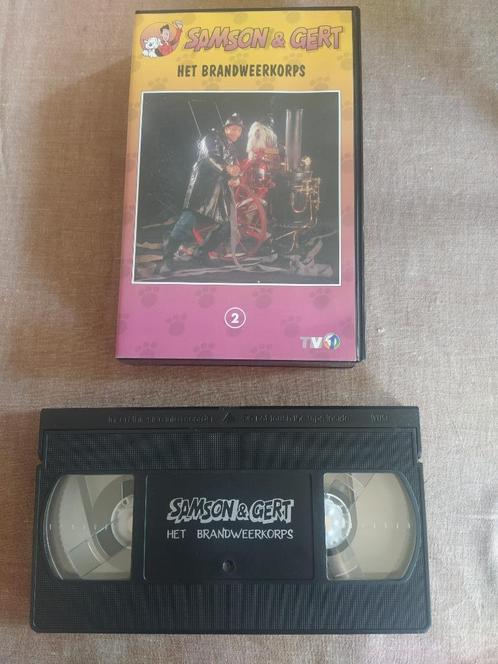 SAMSON & GERT
HET BRANDWEERKORPS
2
TV1
SAMSON & GERT
HET BRANDWEERKORPS